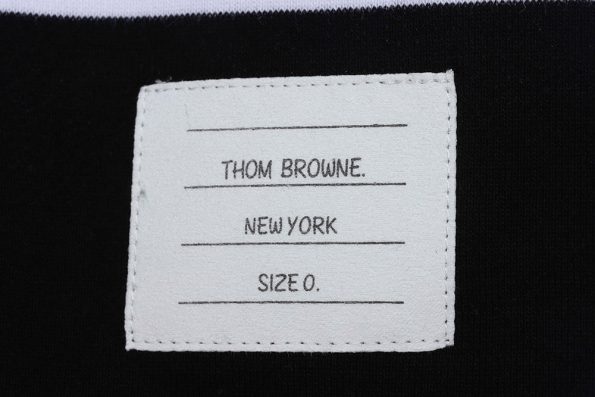 THOM BROWNE.
NEW YORK
SIZE 0.